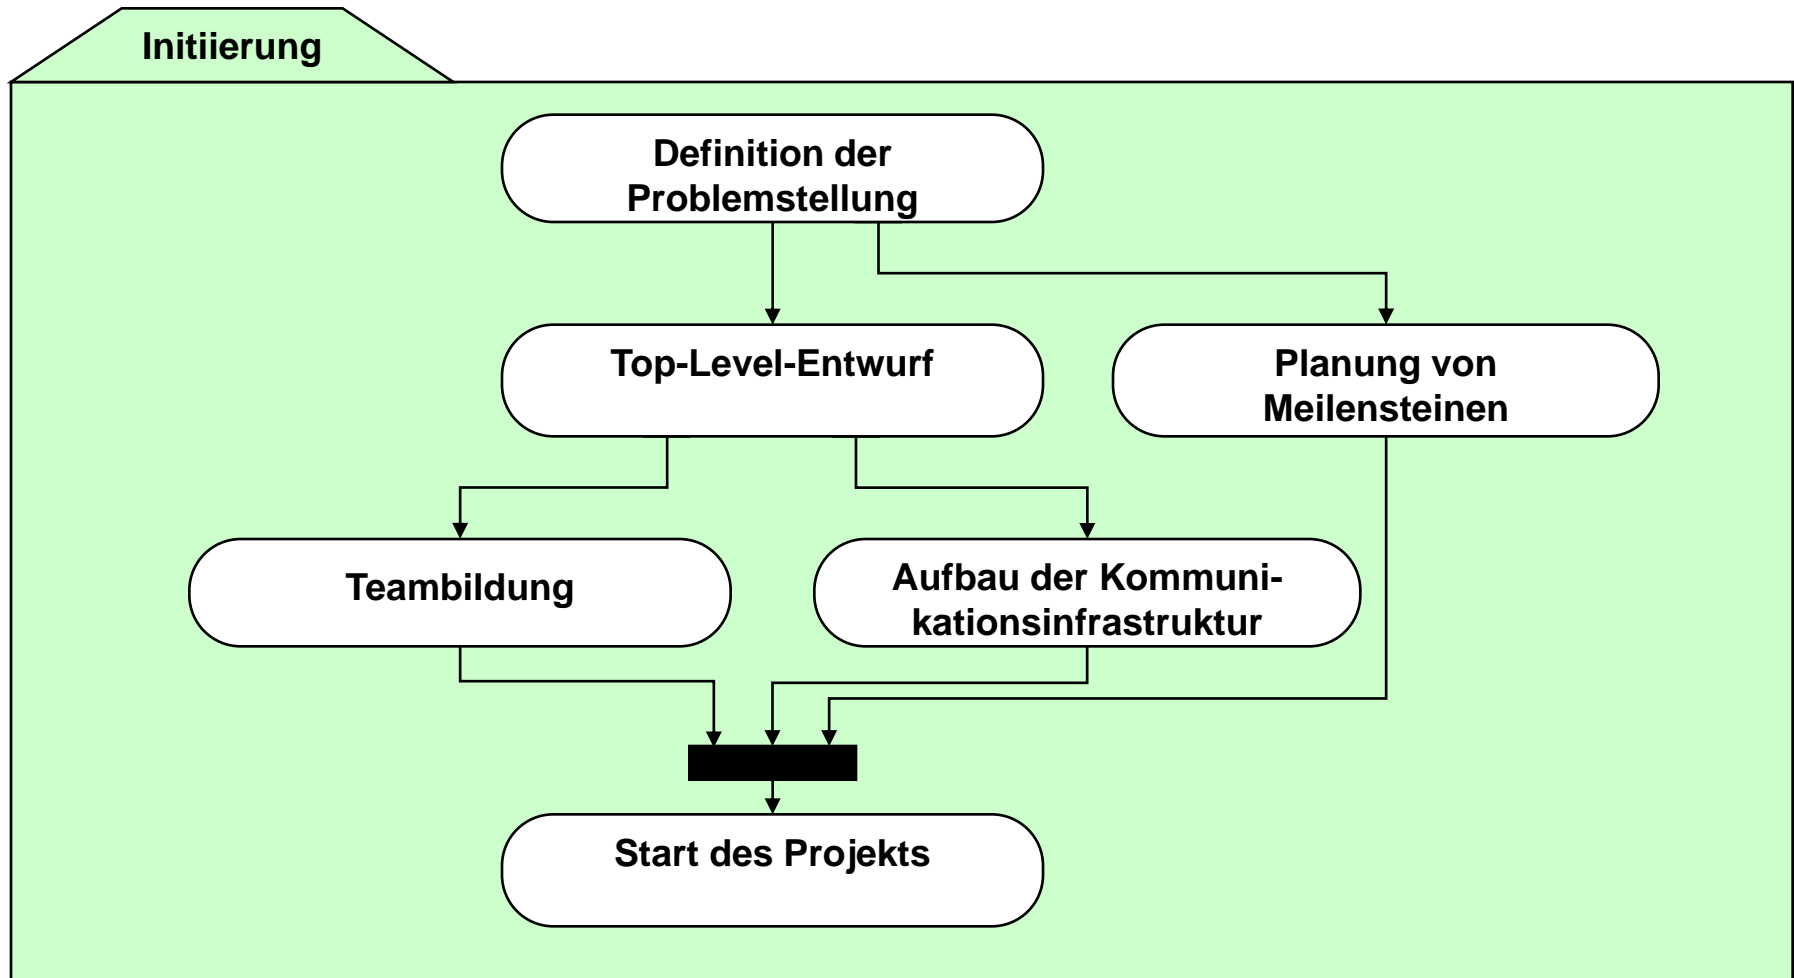 Initiierung
Definition der
Problemstellung
Top-Level-Entwurf
Planung von
Meilensteinen
Teambildung
Aufbau der Kommuni-
kationsinfrastruktur
Start des Projekts